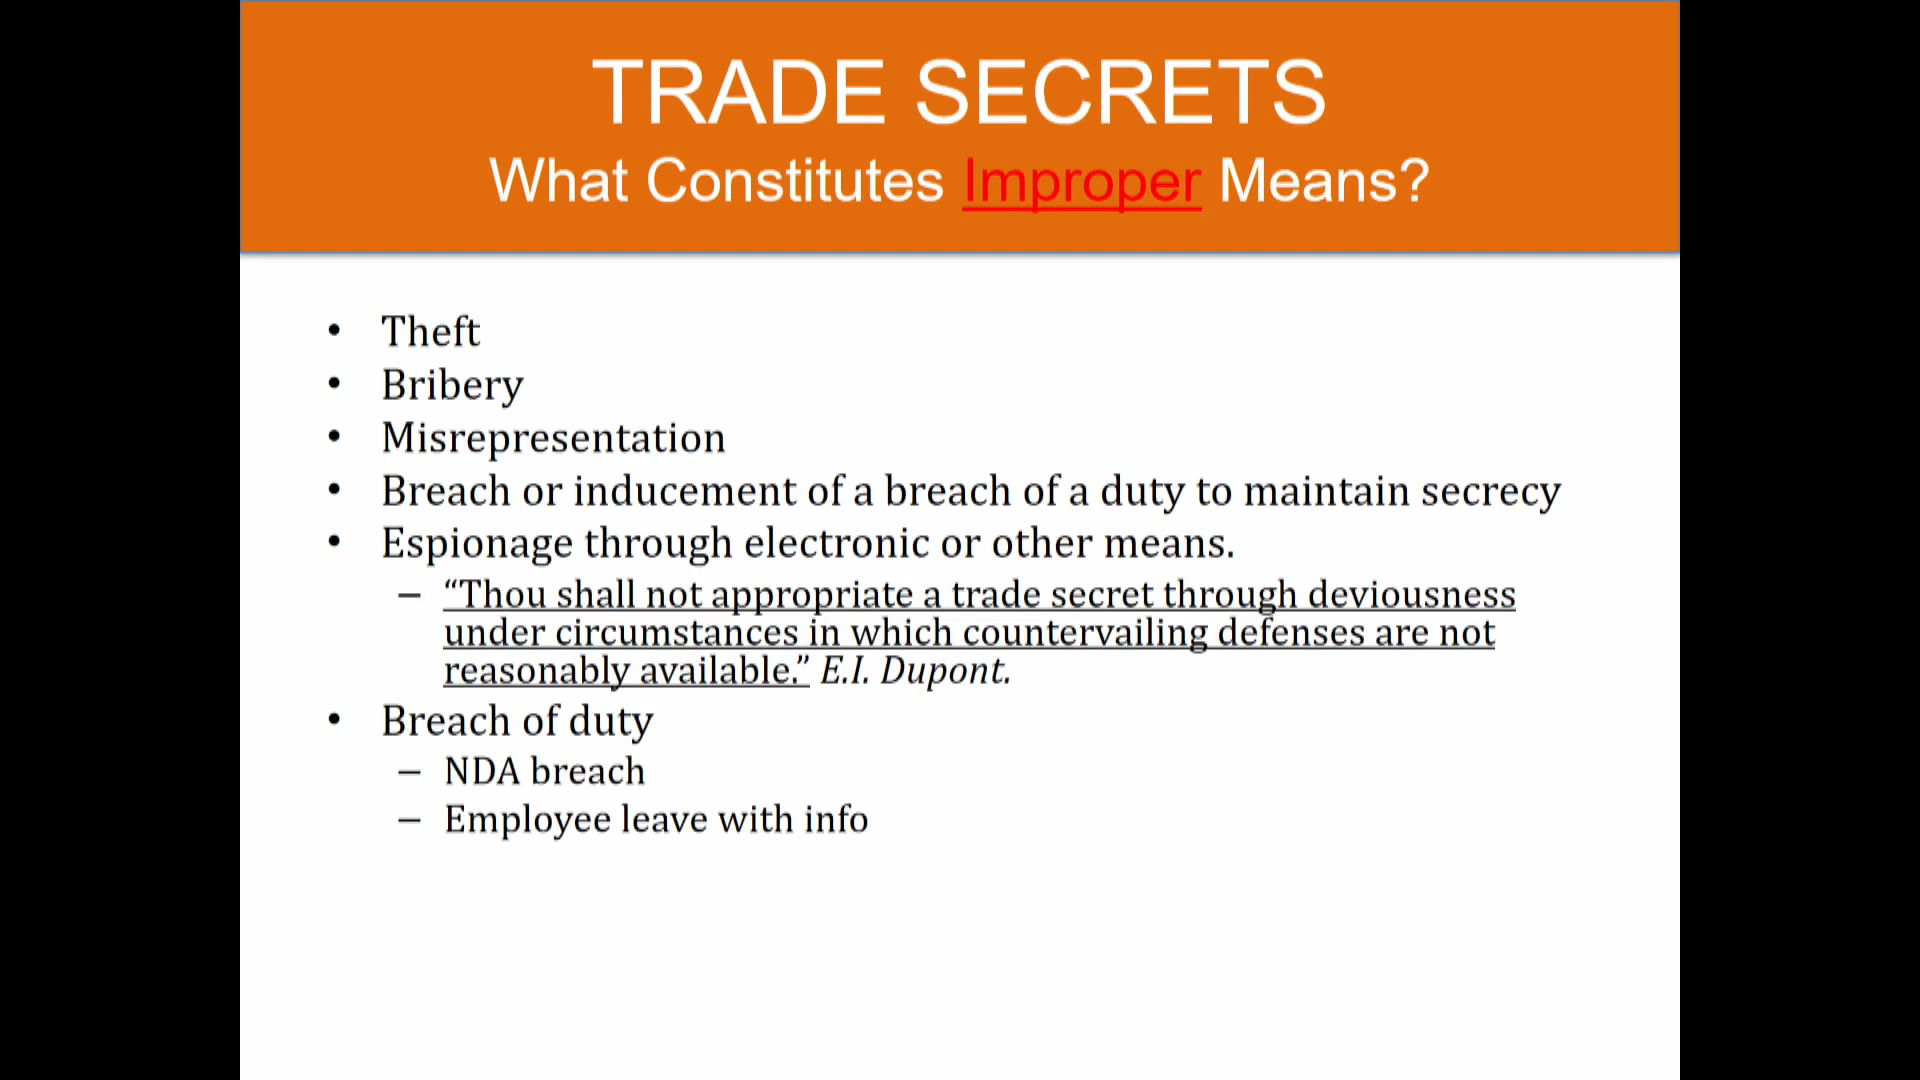 TRADE SECRETS
What Constitutes Improper Means?
• Theft
• Bribery
• Misrepresentation
• Breach or inducement of a breach of a duty to maintain secrecy
• Espionage through electronic or other means.
– “Thou shall not appropriate a trade secret through deviousness
under circumstances in which countervailing defenses are not
reasonably available.” E.I. Dupont.
• Breach of duty
– NDA breach
– Employee leave with info